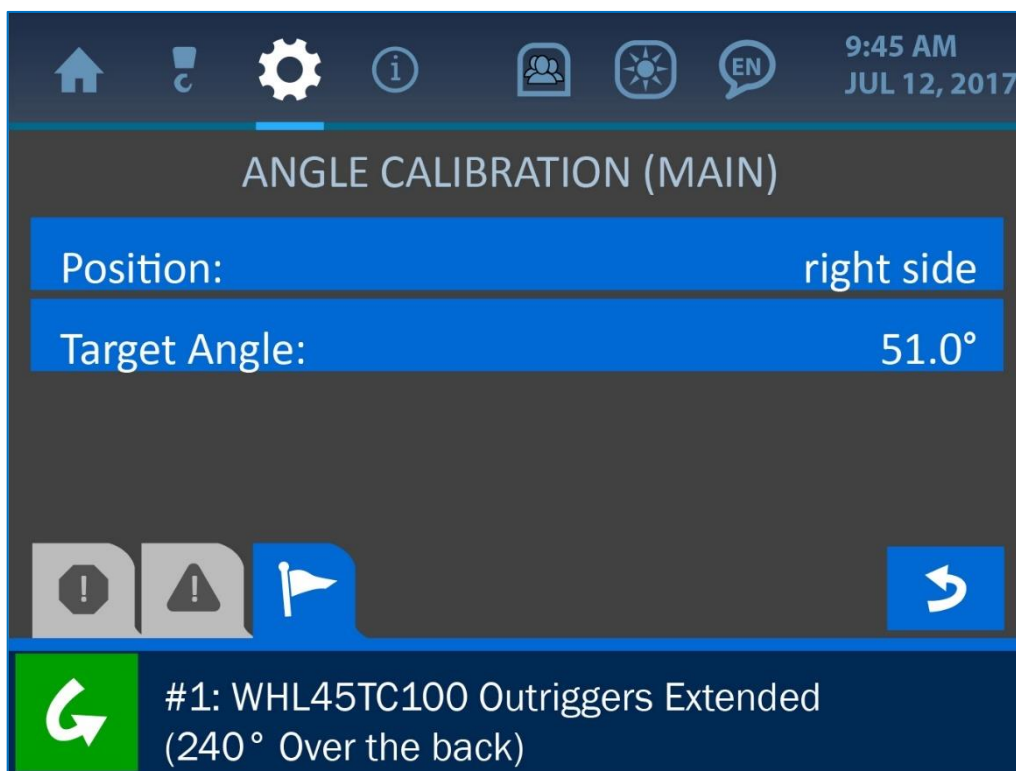 EN
9:45 AM
JUL 12, 2017
ANGLE CALIBRATION (MAIN)
Position: right side
Target Angle: 51.0°
#1: WHL45TC100 Outriggers Extended
(240° Over the back)